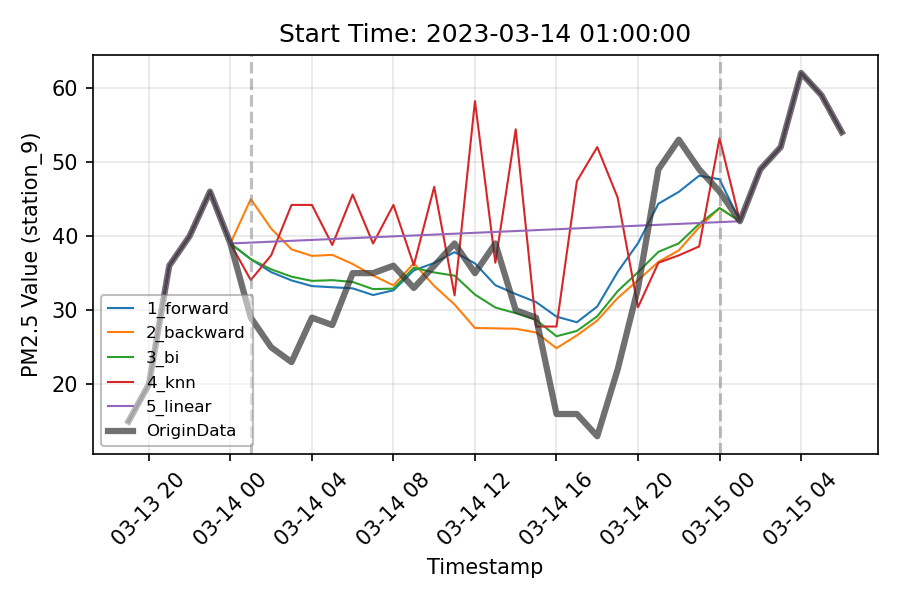 Start Time: 2023-03-14 01:00:00
PM2.5 Value (station_9)
60
50
40
30
20
1_forward
2_backward
3_bi
4_knn
5_linear
OriginData
03-13 20
03-14 00
03-14 04
03-14 08
03-14 12
03-14 16
03-14 20
03-15 00
03-15 04
Timestamp